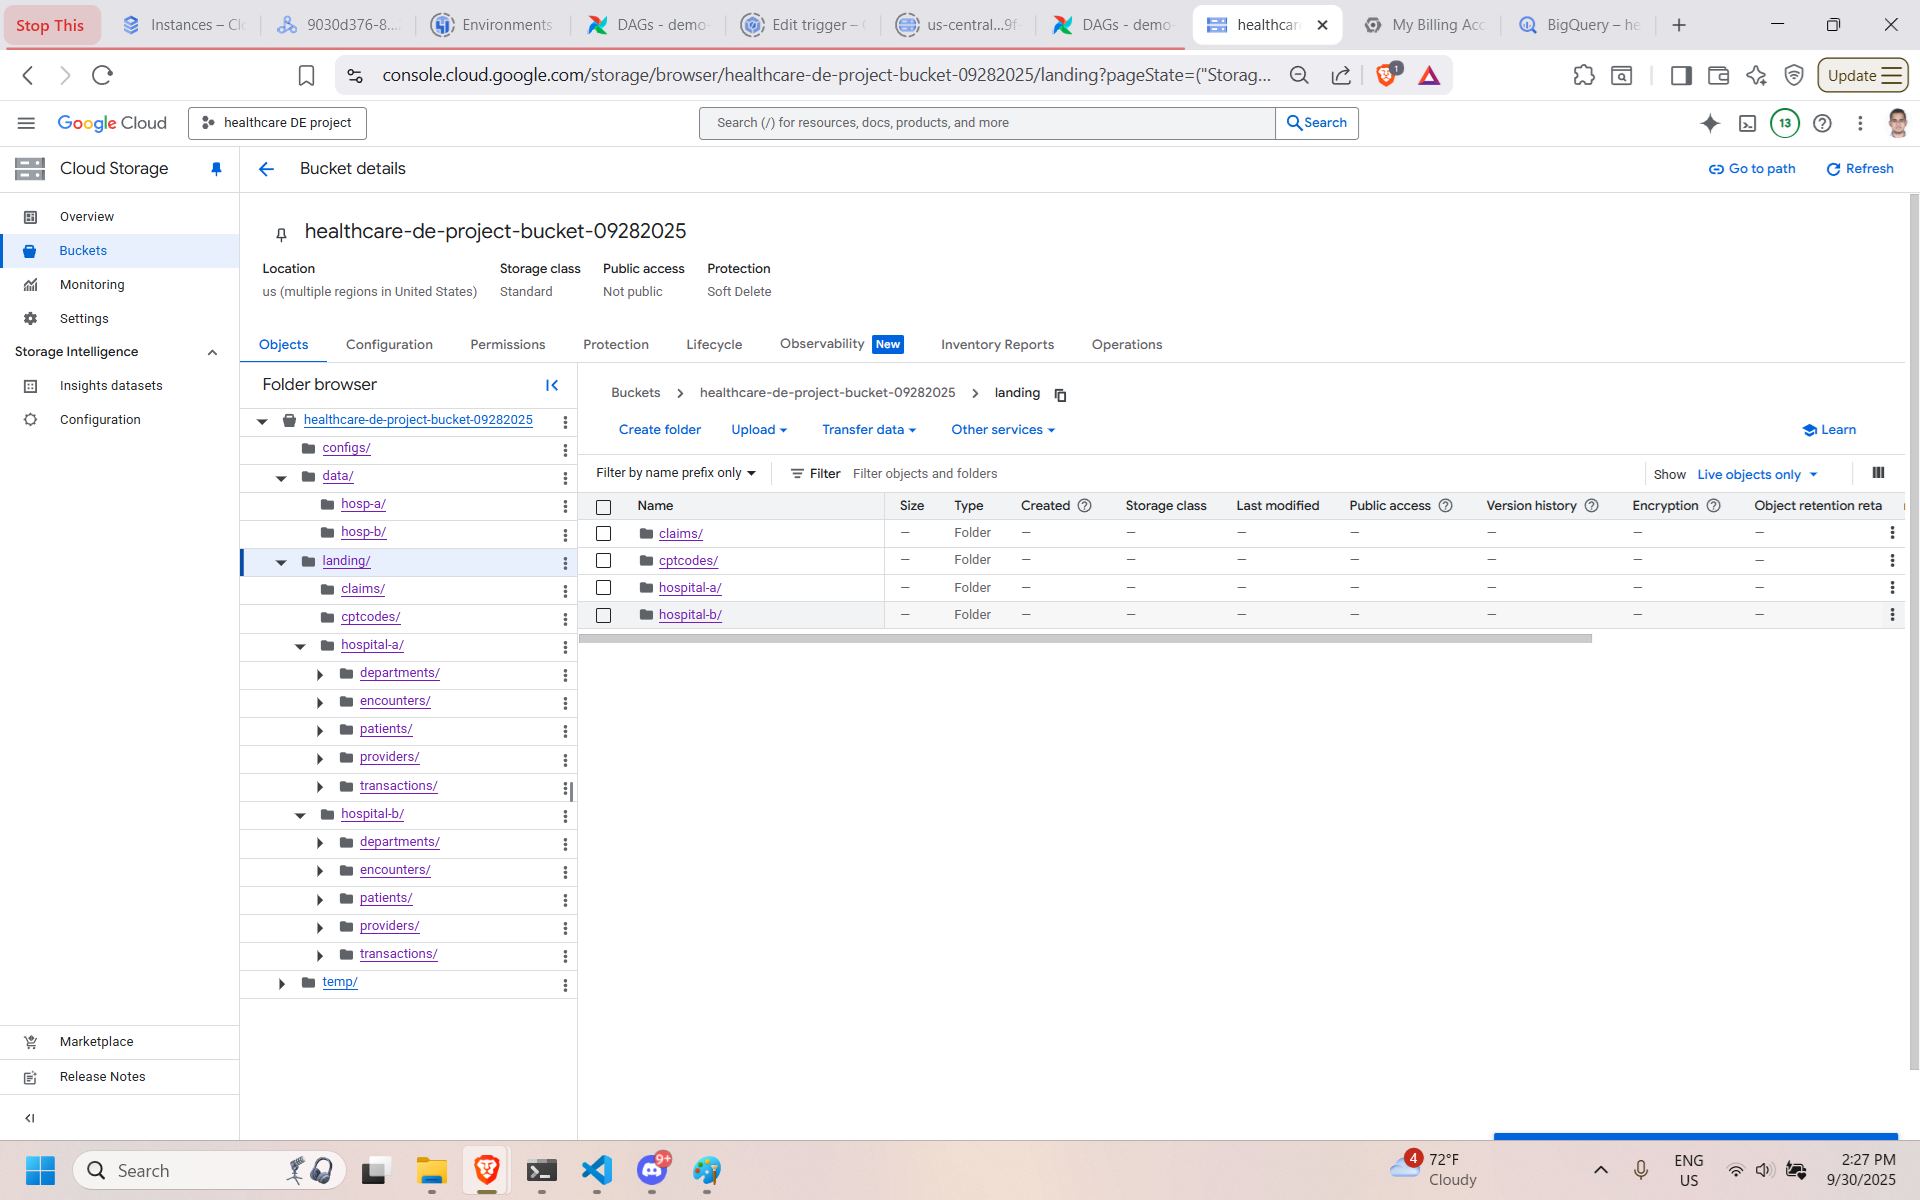 Stop This
Instances – Clo
9030d376-8...
Environments
DAGs - demo-
Edit trigger – C
us-central...9f
DAGs - demo-
healthcar
My Billing Acc
BigQuery – he
console.cloud.google.com/storage/browser/healthcare-de-project-bucket-09282025/landing?pageState=("Storag...
1
Update
Google Cloud
healthcare DE project
Search (/) for resources, docs, products, and more
Search
13
Cloud Storage
Bucket details
Go to path
Refresh
Overview
Buckets
Monitoring
Settings
Storage Intelligence
Insights datasets
Configuration
Marketplace
Release Notes
healthcare-de-project-bucket-09282025
Location
Storage class
Public access
Protection
us (multiple regions in United States)
Standard
Not public
Soft Delete
Objects
Configuration
Permissions
Protection
Lifecycle
Observability
New
Inventory Reports
Operations
Folder browser
healthcare-de-project-bucket-09282025
configs/
data/
hosp-a/
hosp-b/
landing/
claims/
cptcodes/
hospital-a/
departments/
encounters/
patients/
providers/
transactions/
hospital-b/
departments/
encounters/
patients/
providers/
transactions/
temp/
Buckets > healthcare-de-project-bucket-09282025 > landing
Create folder
Upload
Transfer data
Other services
Learn
Filter by name prefix only
Filter
Filter objects and folders
Show
Live objects only
Name Size Type Created Storage class Last modified Public access Version history Encryption Object retention reta
claims/ — Folder — — — — — — —
cptcodes/ — Folder — — — — — — —
hospital-a/ — Folder — — — — — — —
hospital-b/ — Folder — — — — — — —
Search
9+
4
72°F
Cloudy
ENG
US
2:27 PM
9/30/2025